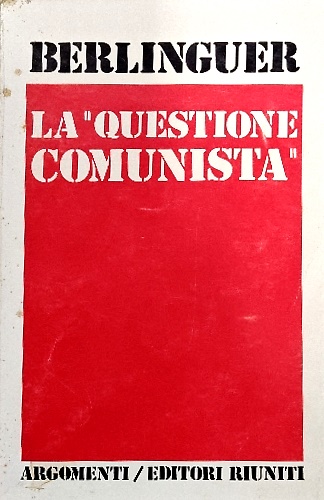 BERLINGUER
LA "QUESTIONE
COMUNISTA"
ARGOMENTI / EDITORI RIUNITI